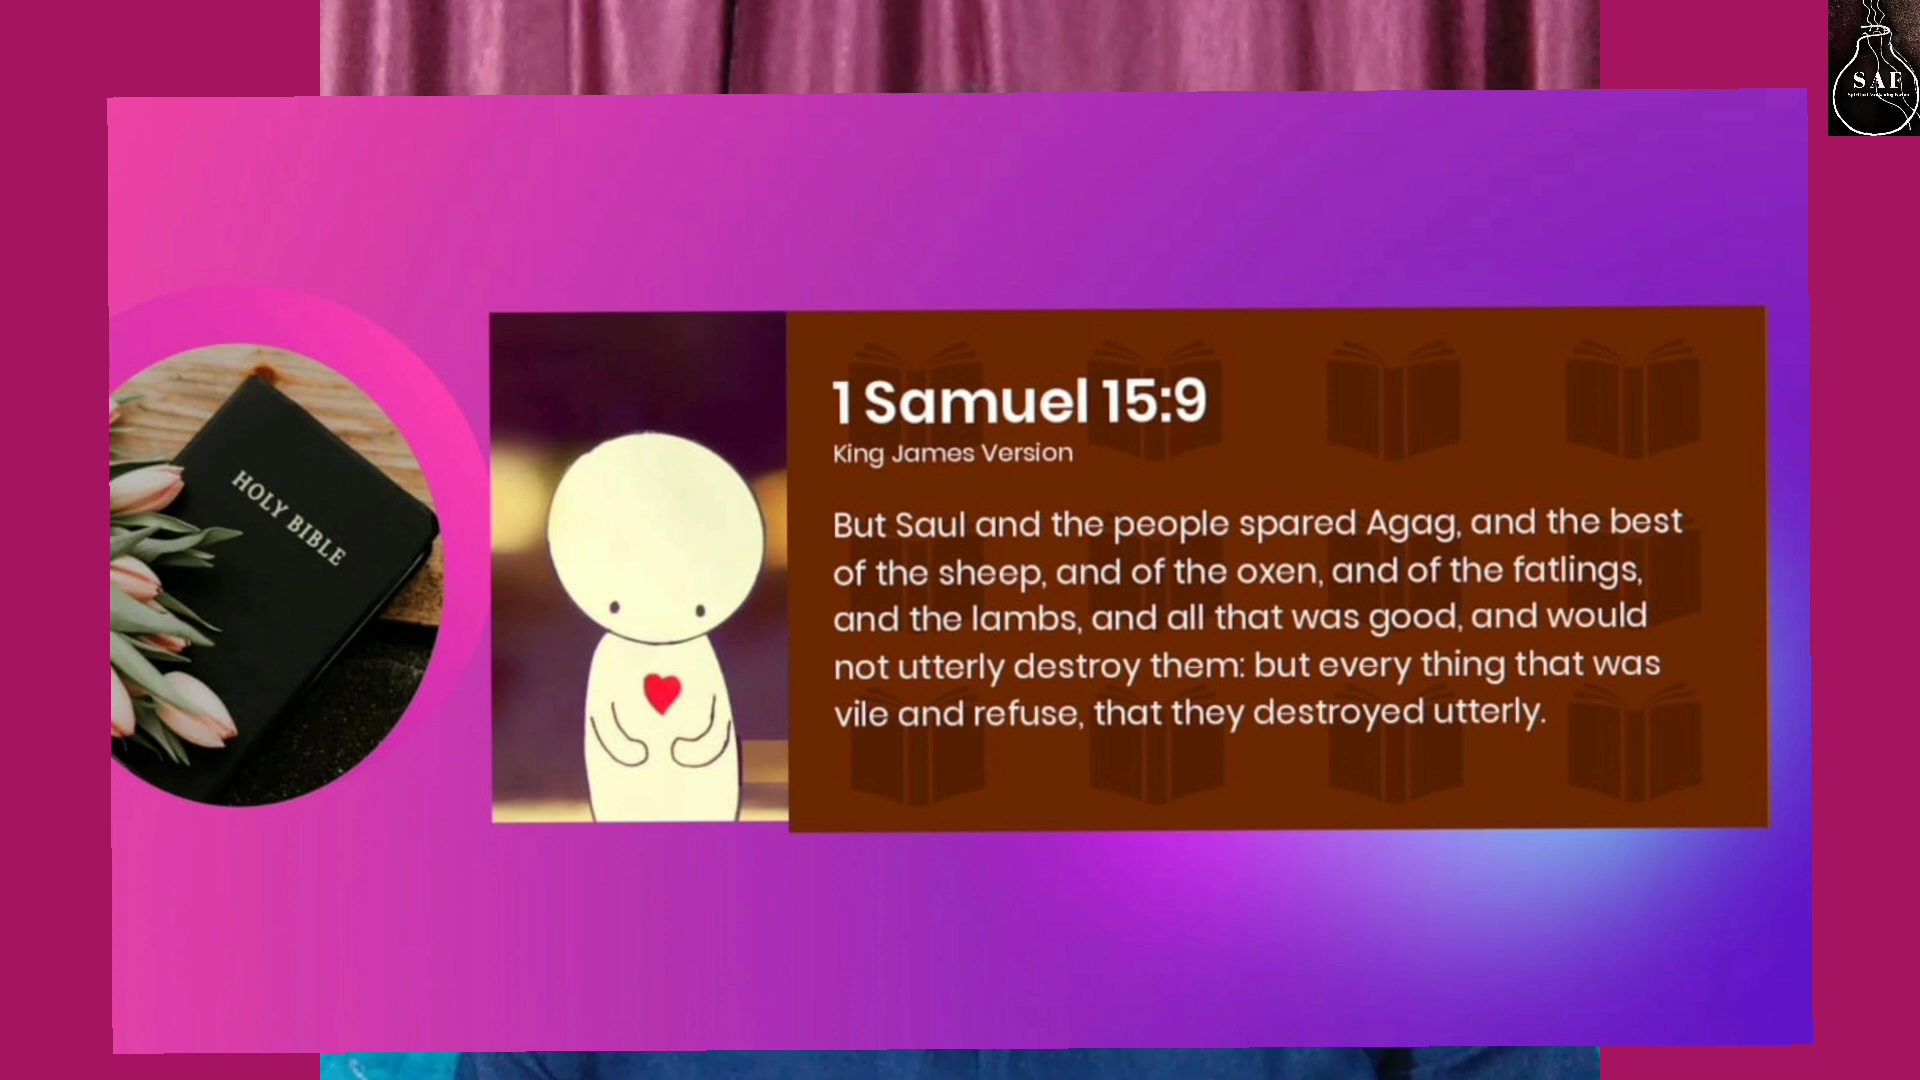 SAF
HOLY BIBLE
1 Samuel 15:9
King James Version
But Saul and the people spared Agag, and the best
of the sheep, and of the oxen, and of the fatlings,
and the lambs, and all that was good, and would
not utterly destroy them: but every thing that was
vile and refuse, that they destroyed utterly.